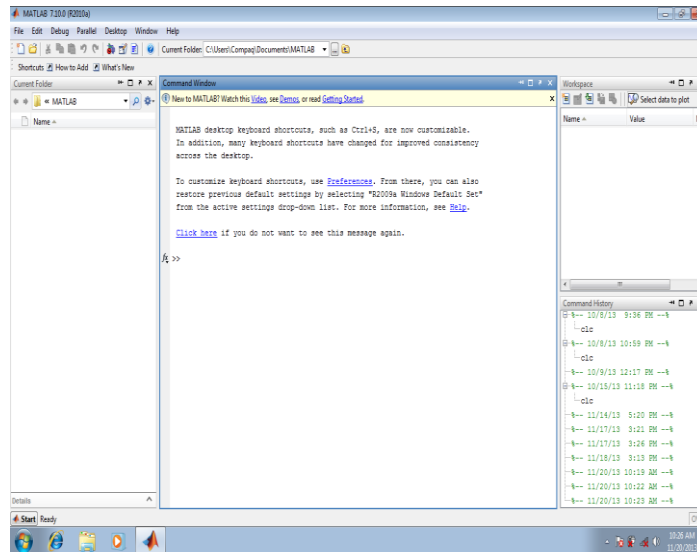 MATLAB 7.10.0 (R2010a)
File Edit Debug Parallel Desktop Window Help
Current Folder: C:\Users\Compaq\Documents\MATLAB
Shortcuts How to Add What's New
Current Folder
« MATLAB
Name
Details
Command Window
New to MATLAB? Watch this Video, see Demos, or read Getting Started.
MATLAB desktop keyboard shortcuts, such as Ctrl+S, are now customizable.
In addition, many keyboard shortcuts have changed for improved consistency
across the desktop.
To customize keyboard shortcuts, use Preferences. From there, you can also
restore previous default settings by selecting "R2009a Windows Default Set"
from the active settings drop-down list. For more information, see Help.
Click here if you do not want to see this message again.
fx >>
Workspace
Select data to plot
Name Value
Command History
%-- 10/8/13 9:36 PM --%
clc
%-- 10/8/13 10:59 PM --%
clc
%-- 10/9/13 12:17 PM --%
%-- 10/15/13 11:18 PM --%
clc
%-- 11/14/13 5:20 PM --%
%-- 11/17/13 3:21 PM --%
%-- 11/17/13 3:26 PM --%
%-- 11/18/13 3:13 PM --%
%-- 11/20/13 10:19 AM --%
%-- 11/20/13 10:22 AM --%
%-- 11/20/13 10:23 AM --%
Start Ready
10:26 AM